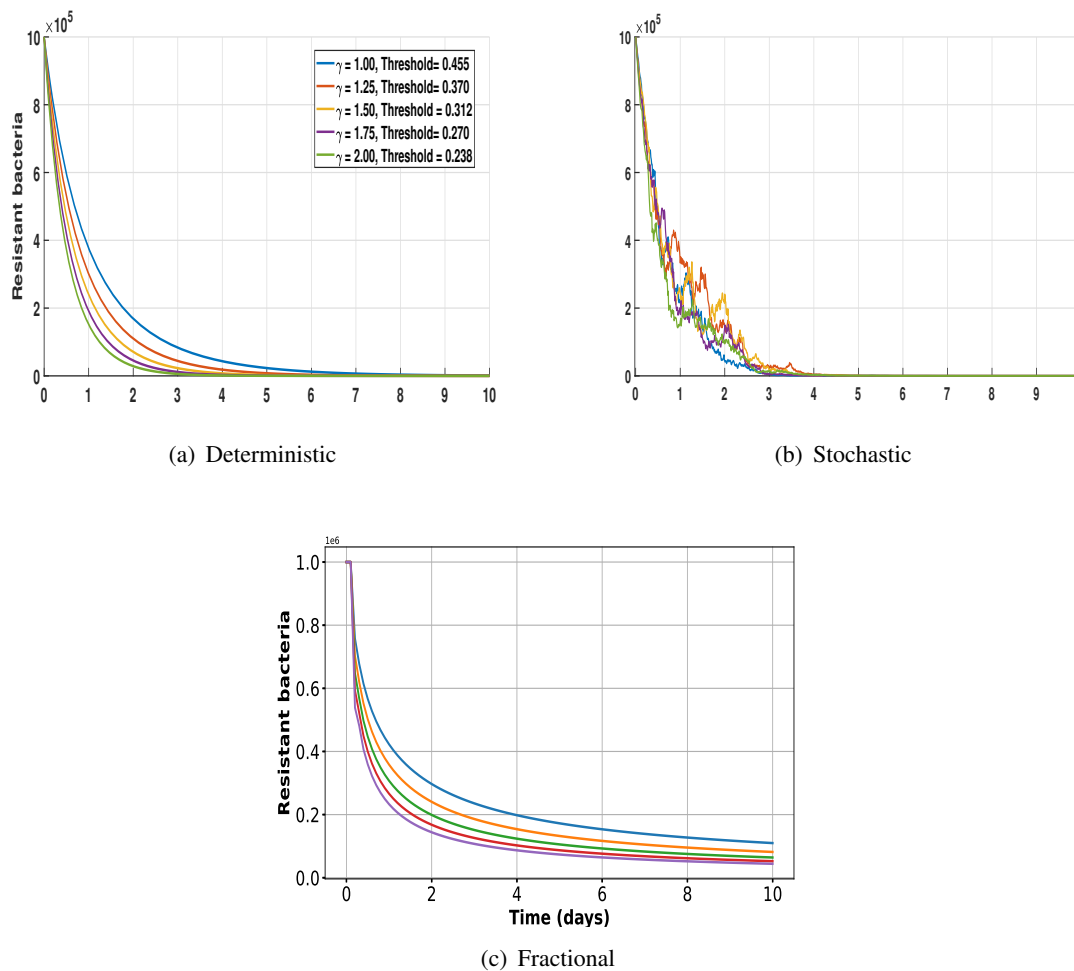 ×10⁵
10
8
6
4
2
0
Resistant bacteria
γ = 1.00, Threshold= 0.455
γ = 1.25, Threshold= 0.370
γ = 1.50, Threshold = 0.312
γ = 1.75, Threshold= 0.270
γ = 2.00, Threshold = 0.238
0 1 2 3 4 5 6 7 8 9 10
(a) Deterministic
×10⁵
10
8
6
4
2
0
0 1 2 3 4 5 6 7 8 9
(b) Stochastic
1e6
1.0
0.8
0.6
0.4
0.2
0.0
Resistant bacteria
0 2 4 6 8 10
Time (days)
(c) Fractional